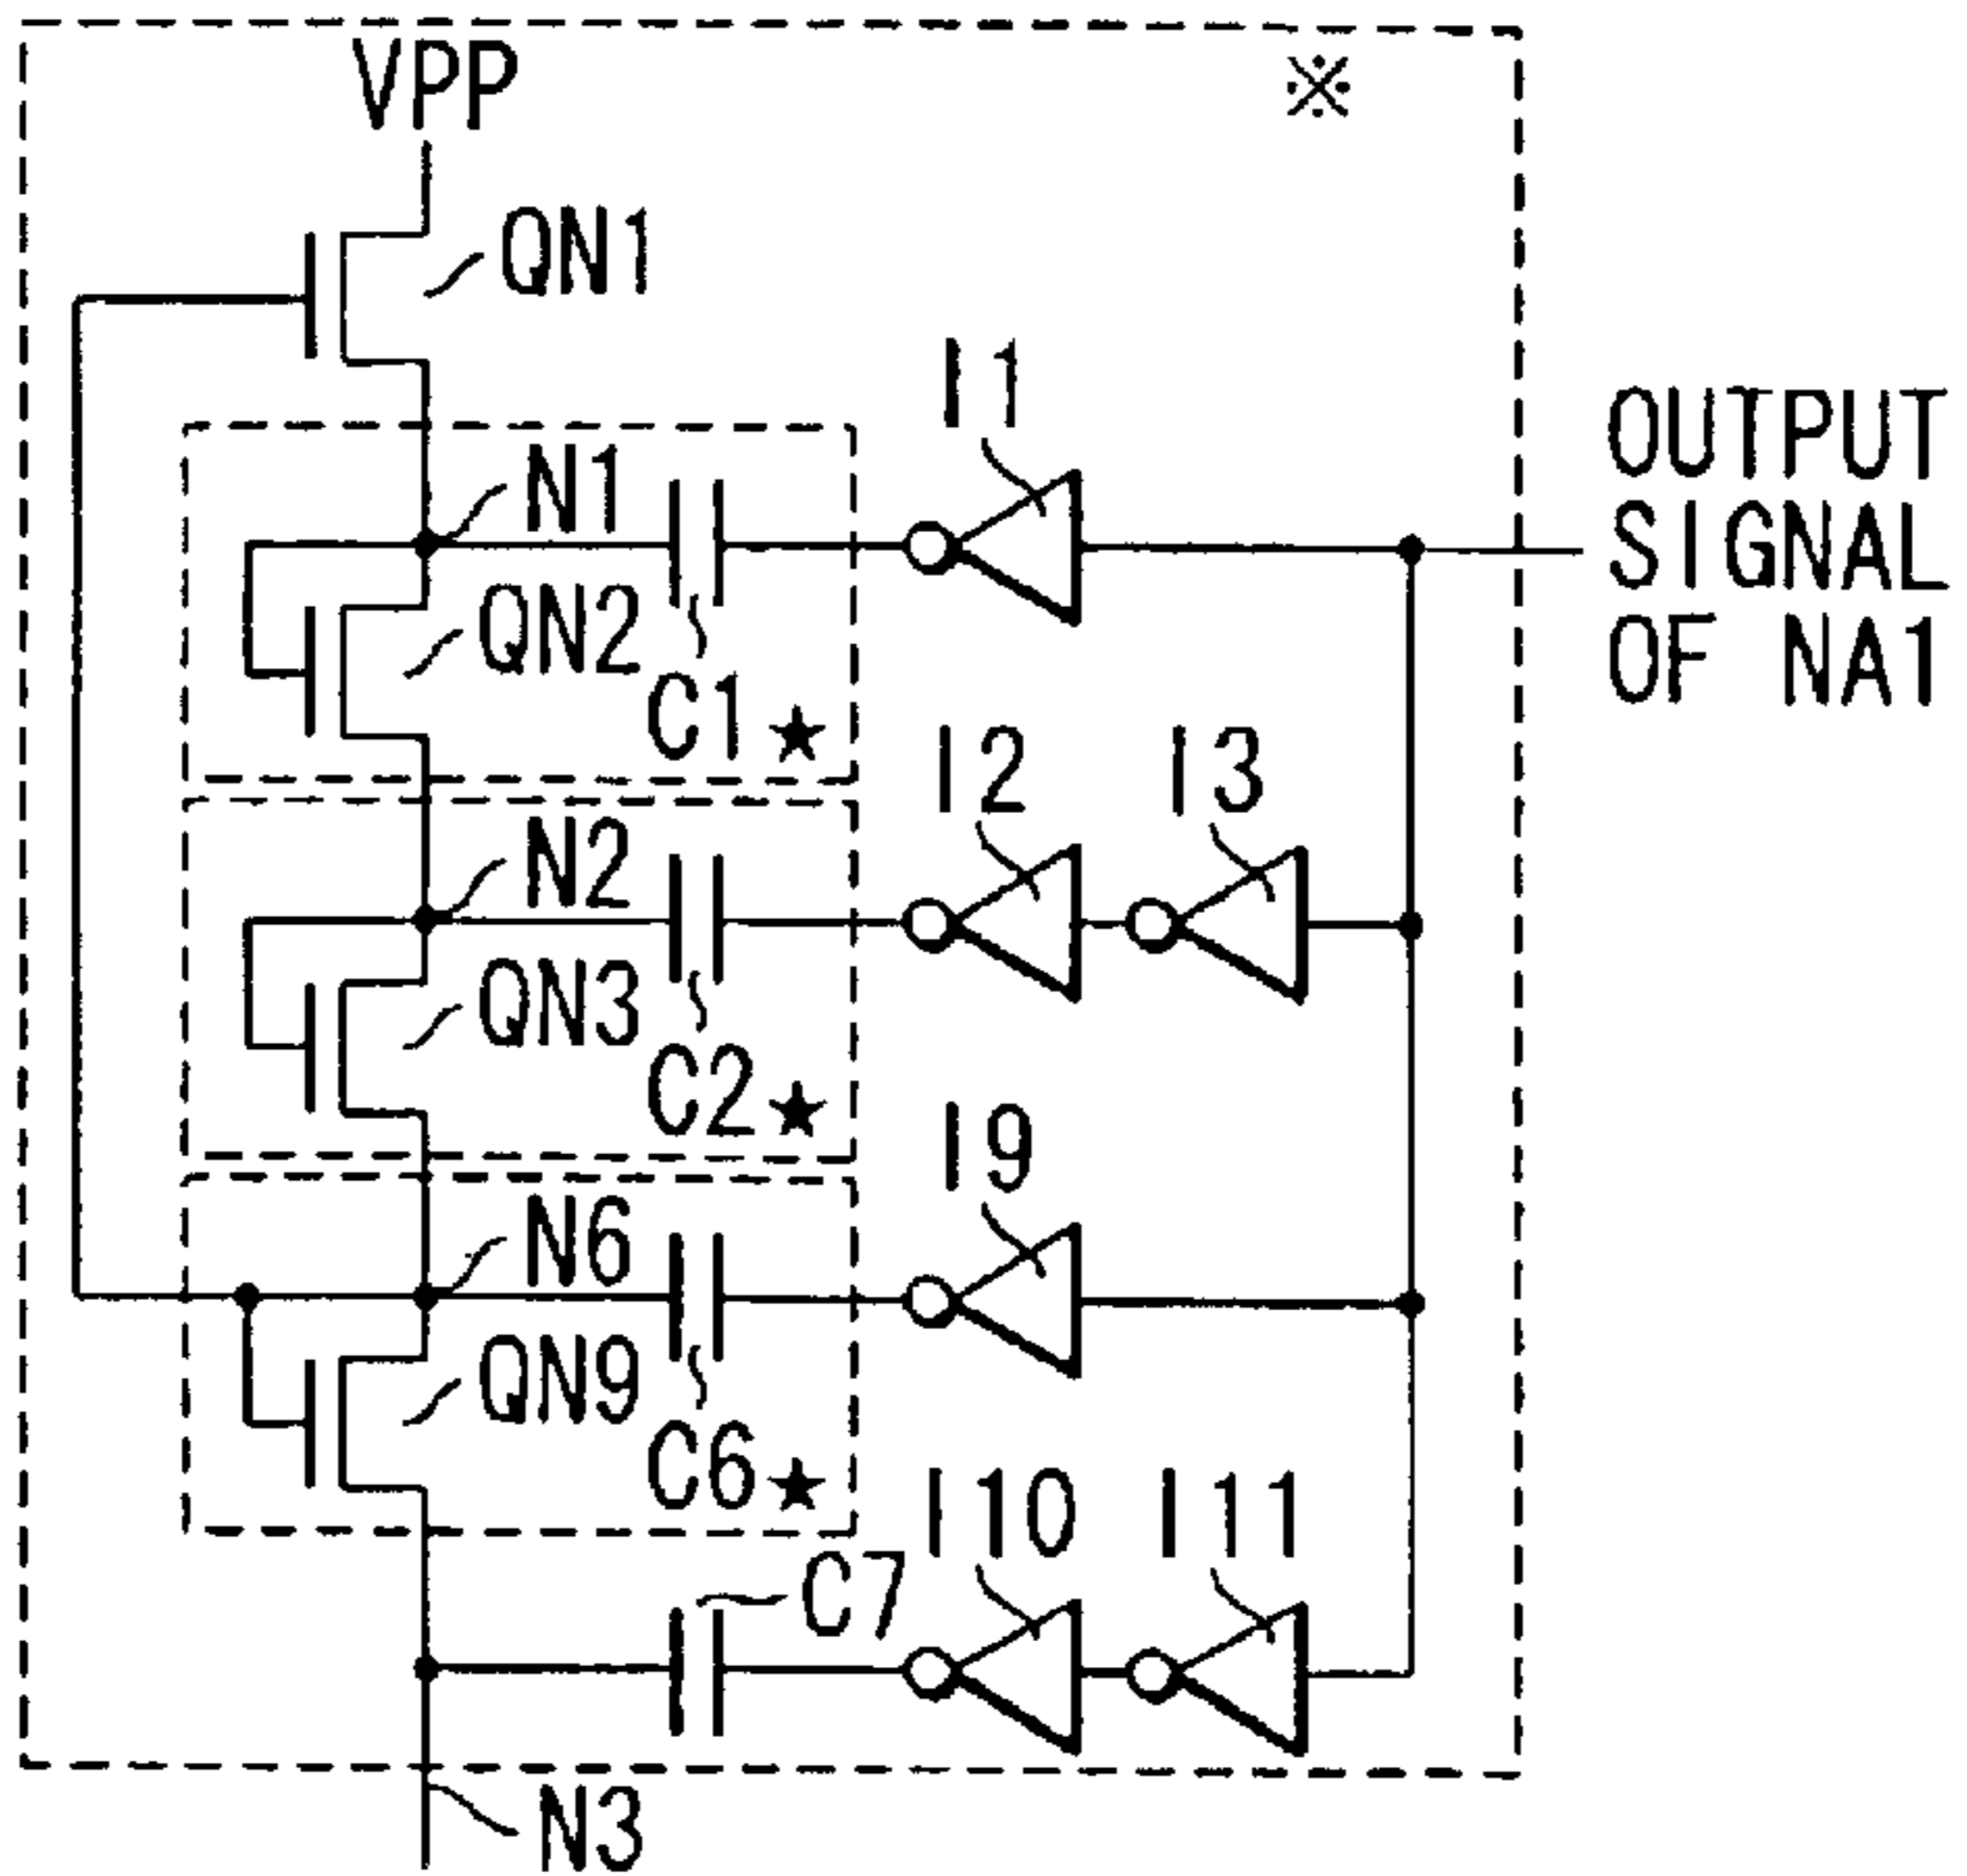 VPP
※
QN1
I1
OUTPUT
SIGNAL
OF NA1
N1
QN2
C1★
I2
I3
N2
QN3
C2★
I9
N6
QN9
C6★
I10
I11
C7
N3